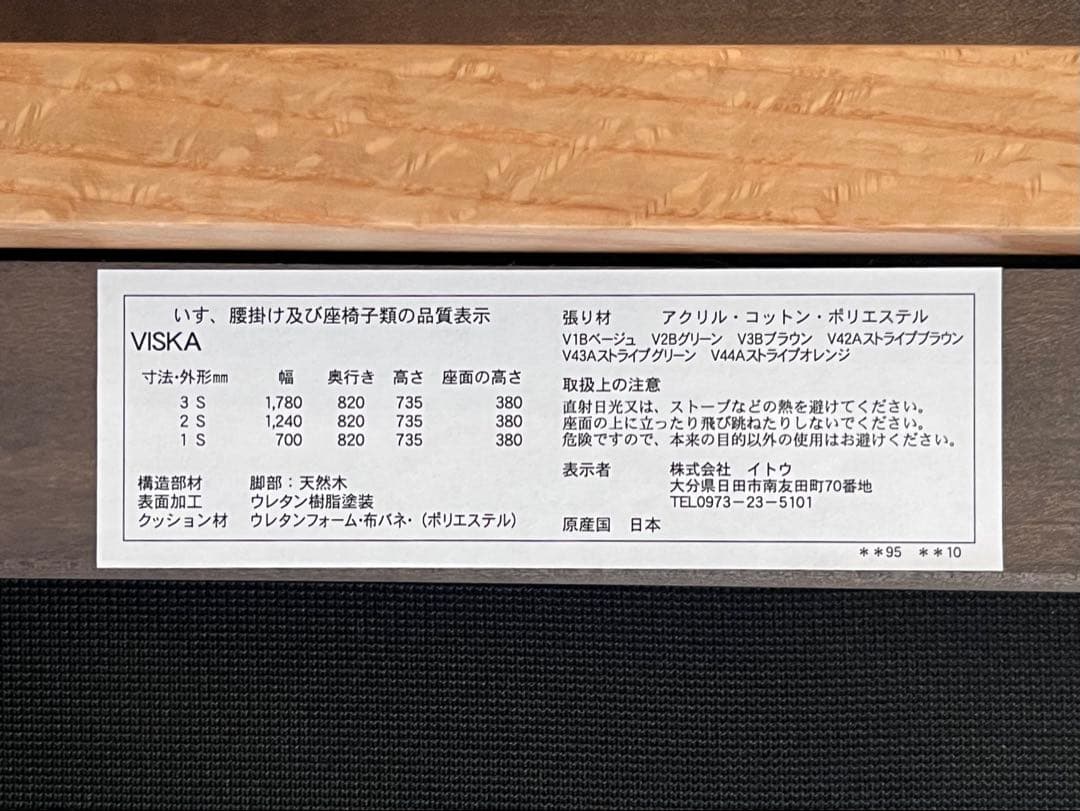 いす、腰掛け及び座椅子類の品質表示
VISKA
寸法・外形㎜ 幅 奥行き 高さ 座面の高さ
3 S 1,780 820 735 380
2 S 1,240 820 735 380
1 S 700 820 735 380
構造部材 脚部：天然木
表面加工 ウレタン樹脂塗装
クッション材 ウレタンフォーム・布バネ・（ポリエステル）
張り材 アクリル・コットン・ポリエステル
V1Bベージュ V2Bグリーン V3Bブラウン V42Aストライプブラウン
V43Aストライプグリーン V44Aストライプオレンジ
取扱上の注意
直射日光又は、ストーブなどの熱を避けてください。
座面の上に立ったり飛び跳ねたりしないでください。
危険ですので、本来の目的以外の使用はお避けください。
表示者 株式会社 イトウ
大分県日田市南友田町70番地
TEL0973－23－5101
原産国 日本
＊＊95 ＊＊10